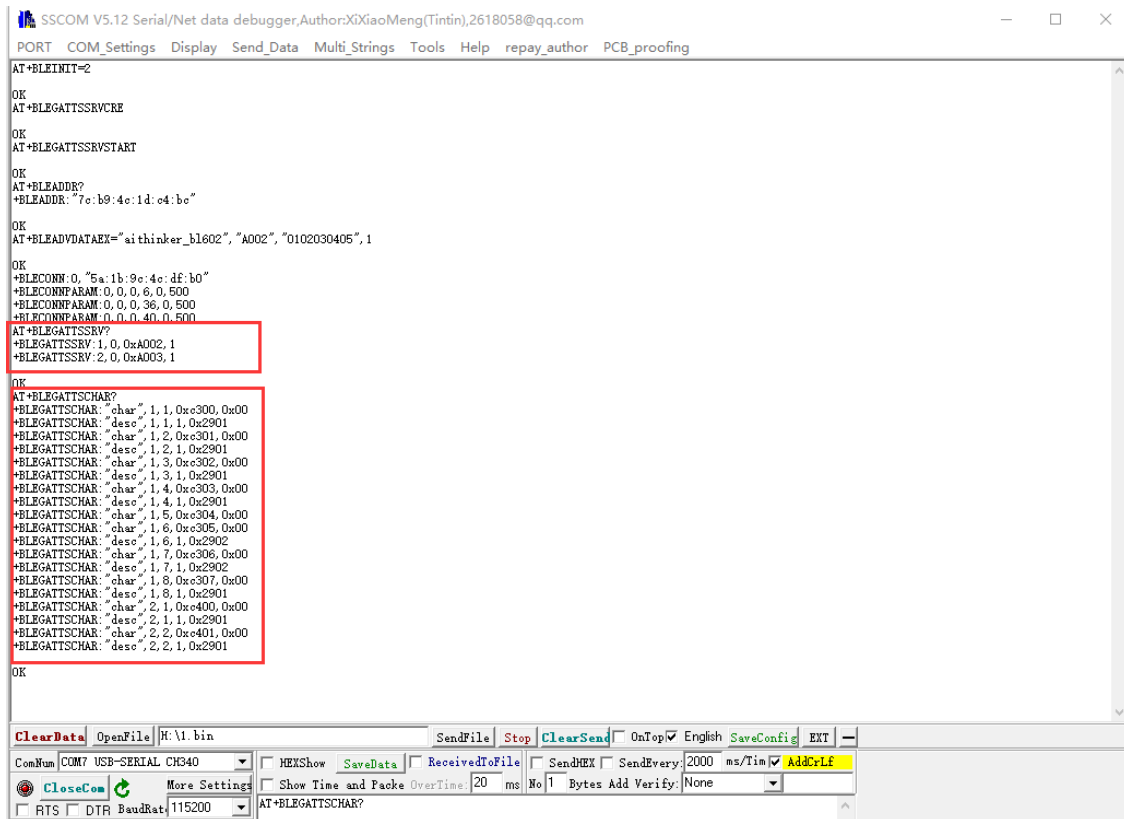 SSCOM V5.12 Serial/Net data debugger,Author:XiXiaoMeng(Tintin),2618058@qq.com
PORT COM_Settings Display Send_Data Multi_Strings Tools Help repay_author PCB_proofing
AT+BLEINIT=2
OK
AT+BLEGATTSSRVCRE
OK
AT+BLEGATTSSRVSTART
OK
AT+BLEADDR?
+BLEADDR:"7c:b9:4c:1d:c4:bc"
OK
AT+BLEADVDATAEX="aithinker_bl602","A002","0102030405",1
OK
+BLECONN:0,"5a:1b:9c:4c:df:b0"
+BLECONNPARAM:0,0,0,6,0,500
+BLECONNPARAM:0,0,0,36,0,500
+BLECONNPARAM:0,0,0,40,0,500
AT+BLEGATTSSRV?
+BLEGATTSSRV:1,0,0xA002,1
+BLEGATTSSRV:2,0,0xA003,1
OK
AT+BLEGATTSCHAR?
+BLEGATTSCHAR:"char",1,1,0xc300,0x00
+BLEGATTSCHAR:"desc",1,1,1,0x2901
+BLEGATTSCHAR:"char",1,2,0xc301,0x00
+BLEGATTSCHAR:"desc",1,2,1,0x2901
+BLEGATTSCHAR:"char",1,3,0xc302,0x00
+BLEGATTSCHAR:"desc",1,3,1,0x2901
+BLEGATTSCHAR:"char",1,4,0xc303,0x00
+BLEGATTSCHAR:"desc",1,4,1,0x2901
+BLEGATTSCHAR:"char",1,5,0xc304,0x00
+BLEGATTSCHAR:"char",1,6,0xc305,0x00
+BLEGATTSCHAR:"desc",1,6,1,0x2902
+BLEGATTSCHAR:"char",1,7,0xc306,0x00
+BLEGATTSCHAR:"desc",1,7,1,0x2902
+BLEGATTSCHAR:"char",1,8,0xc307,0x00
+BLEGATTSCHAR:"desc",1,8,1,0x2901
+BLEGATTSCHAR:"char",2,1,0xc400,0x00
+BLEGATTSCHAR:"desc",2,1,1,0x2901
+BLEGATTSCHAR:"char",2,2,0xc401,0x00
+BLEGATTSCHAR:"desc",2,2,1,0x2901
OK
ClearData OpenFile H:\1.bin SendFile Stop ClearSend OnTop English SaveConfig EXT —
ComNum COM7 USB-SERIAL CH340 HEXShow SaveData ReceivedToFile SendHEX SendEvery: 2000 ms/Tim AddCrLf
CloseCom More Settings Show Time and Packe OverTime: 20 ms No 1 Bytes Add Verify: None
RTS DTR BaudRat: 115200 AT+BLEGATTSCHAR?